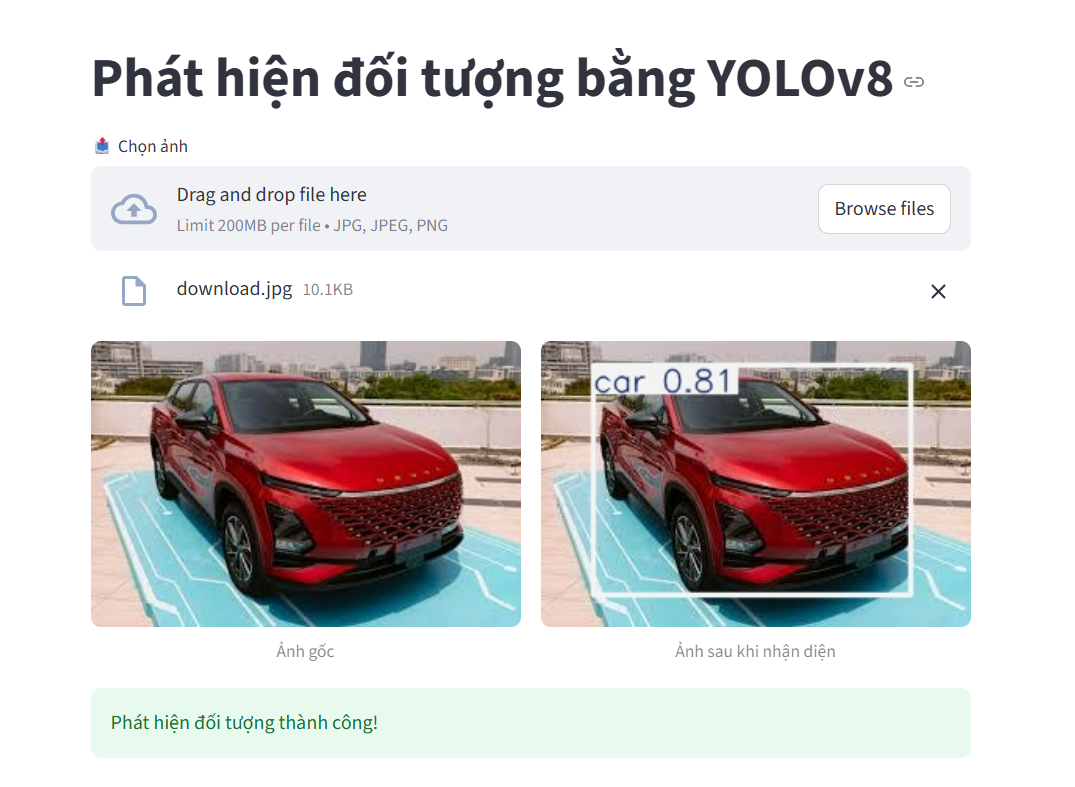 Phát hiện đối tượng bằng YOLOv8
Chọn ảnh
Drag and drop file here
Limit 200MB per file • JPG, JPEG, PNG
Browse files
download.jpg 10.1KB
car 0.81
Ảnh gốc
Ảnh sau khi nhận diện
Phát hiện đối tượng thành công!